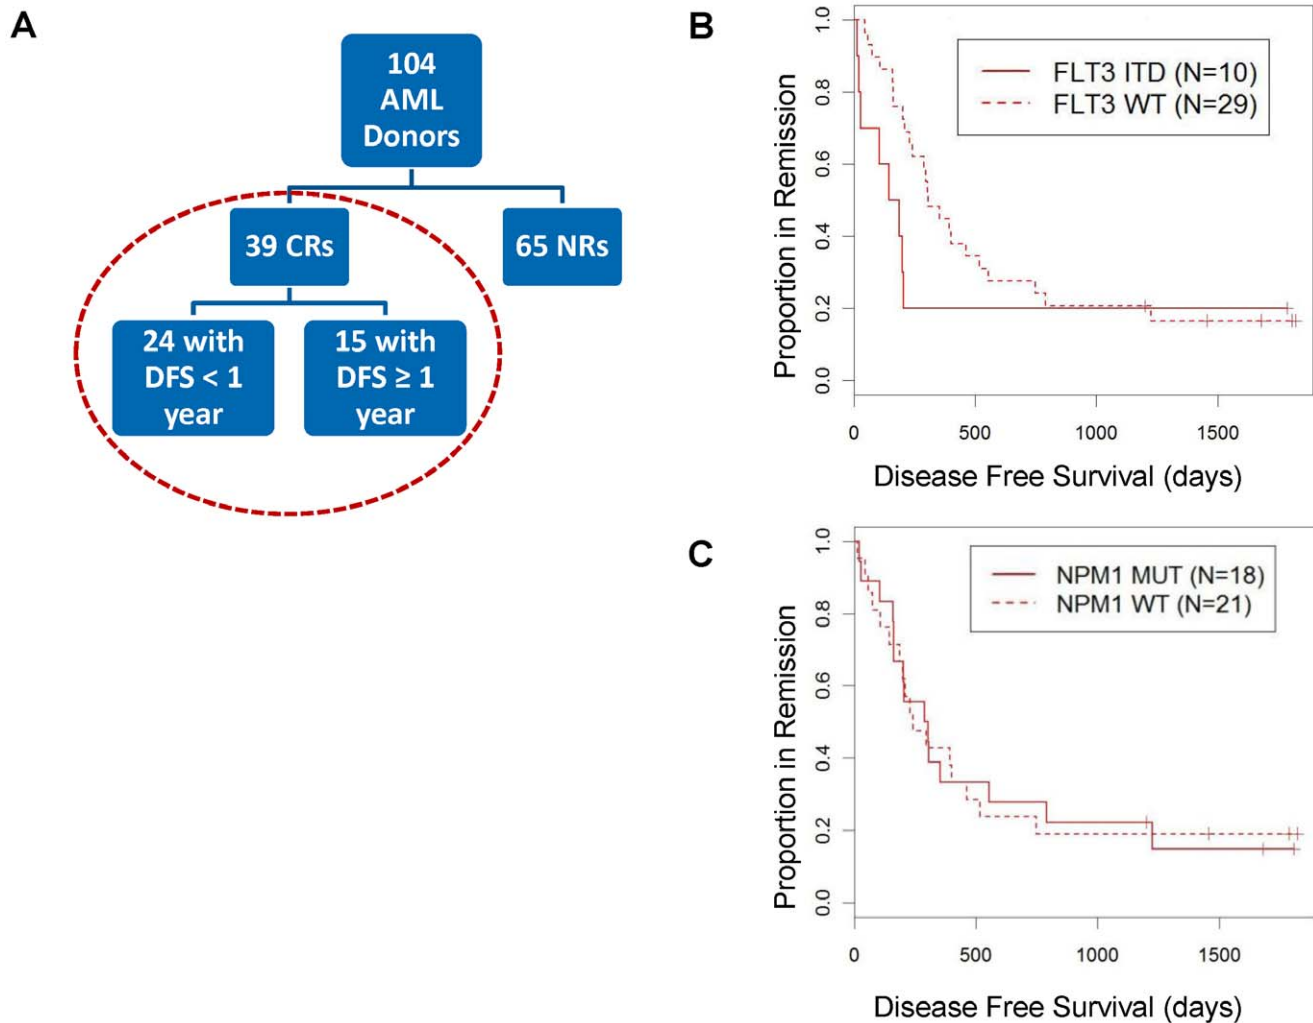 A
104
AML
Donors
39 CRs
65 NRs
24 with
DFS < 1
year
15 with
DFS ≥ 1
year
B
FLT3 ITD (N=10)
FLT3 WT (N=29)
Proportion in Remission
1.0
0.8
0.6
0.4
0.2
0.0
0 500 1000 1500
Disease Free Survival (days)
C
NPM1 MUT (N=18)
NPM1 WT (N=21)
Proportion in Remission
1.0
0.8
0.6
0.4
0.2
0.0
0 500 1000 1500
Disease Free Survival (days)